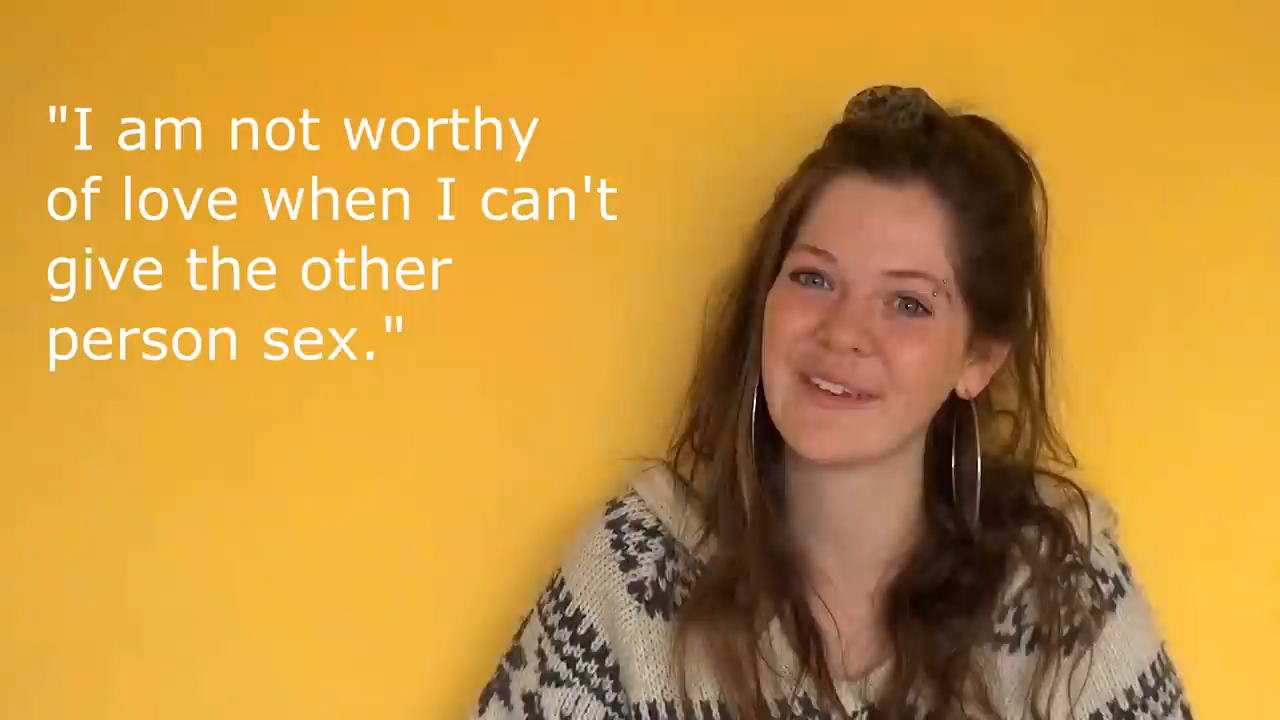 "I am not worthy
of love when I can't
give the other
person sex."